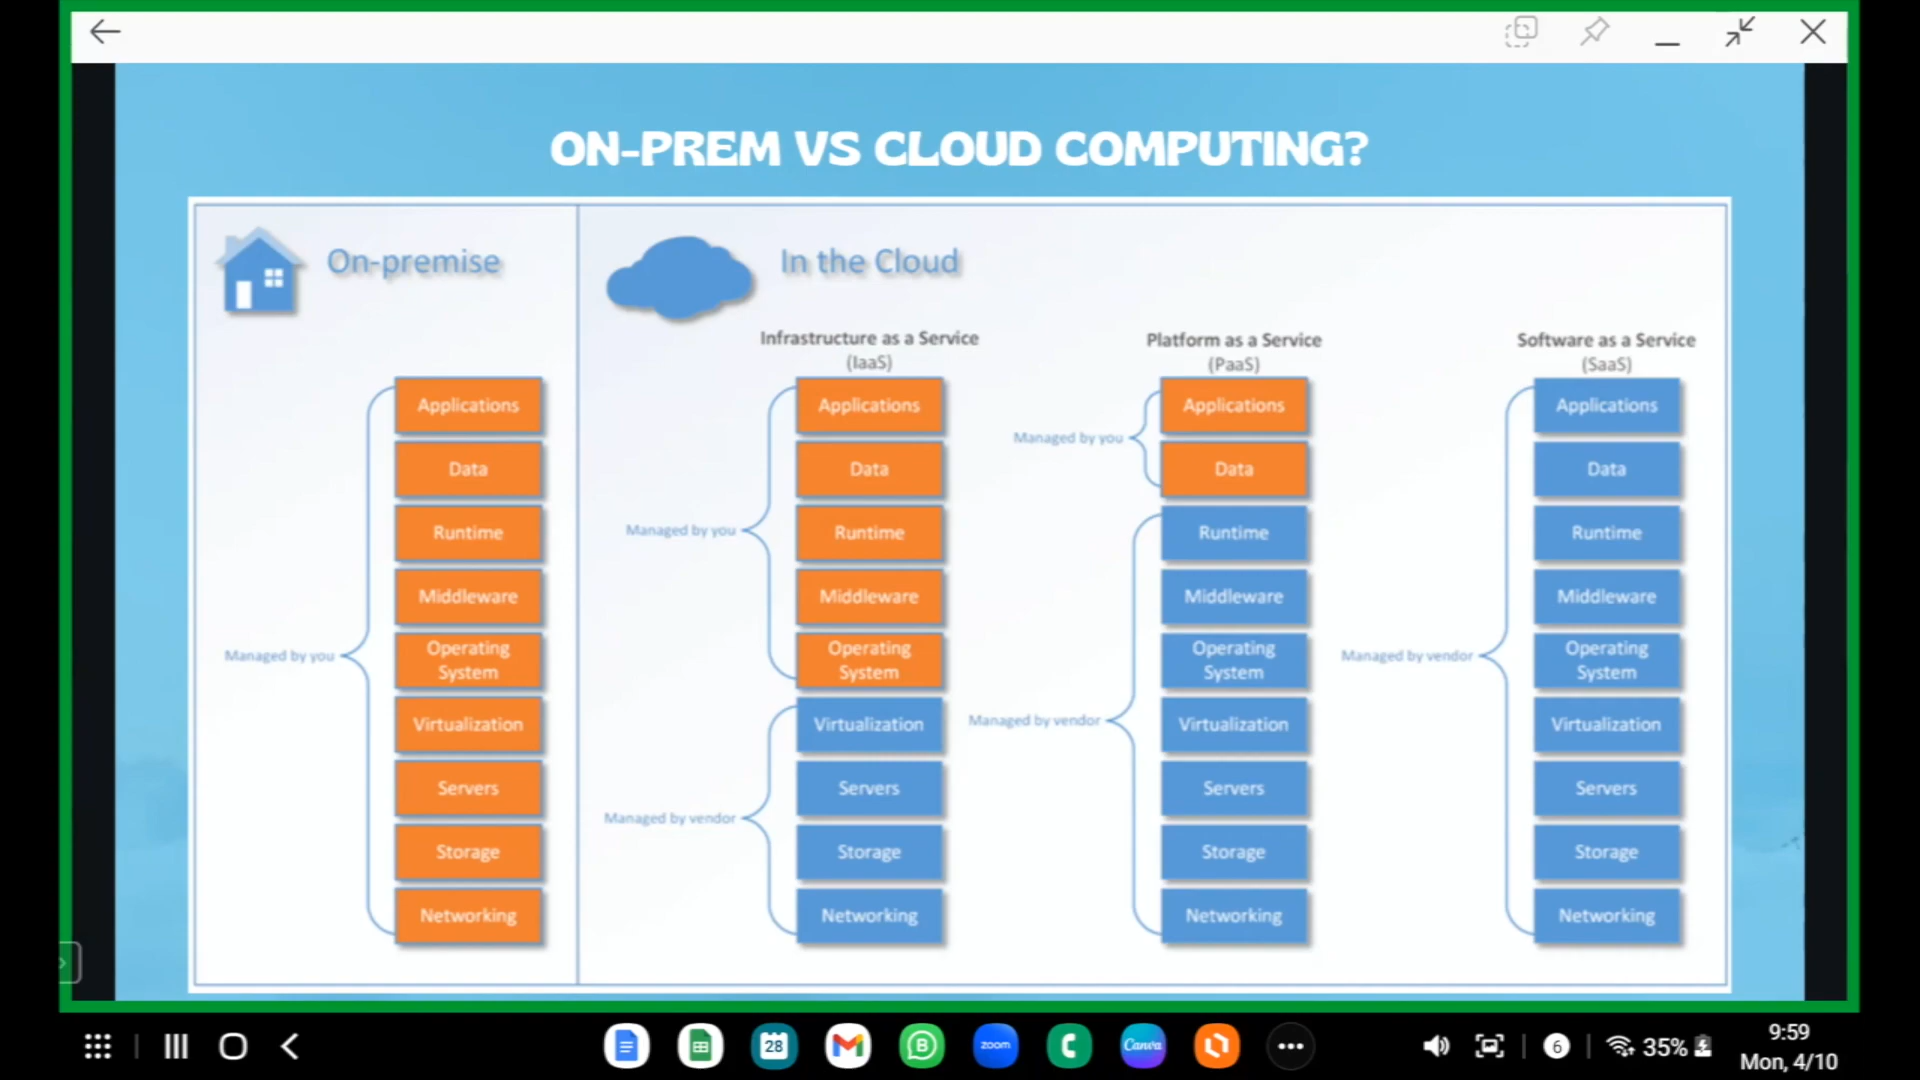 ON-PREM VS CLOUD COMPUTING?
On-premise
In the Cloud
Infrastructure as a Service
(IaaS)
Platform as a Service
(PaaS)
Software as a Service
(SaaS)
Managed by you
Applications
Data
Runtime
Middleware
Operating
System
Virtualization
Servers
Storage
Networking
Managed by you
Managed by vendor
Applications
Data
Runtime
Middleware
Operating
System
Virtualization
Servers
Storage
Networking
Managed by you
Managed by vendor
Applications
Data
Runtime
Middleware
Operating
System
Virtualization
Servers
Storage
Networking
Managed by vendor
Applications
Data
Runtime
Middleware
Operating
System
Virtualization
Servers
Storage
Networking
28
B
zoom
Canva
6
35%
9:59
Mon, 4/10